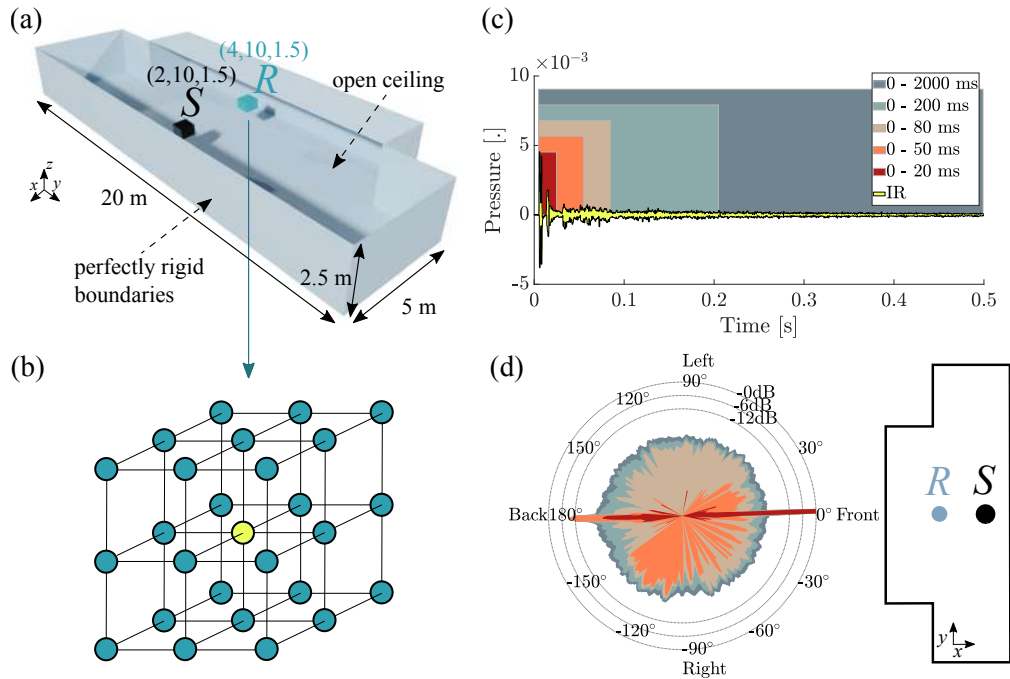 (a)
(4,10,1.5)
(2,10,1.5)
R
S
open ceiling
z
x y
20 m
perfectly rigid
boundaries
2.5 m
5 m
(b)
(c)
×10⁻³
10
5
0
-5
Pressure [.]
0 - 2000 ms
0 - 200 ms
0 - 80 ms
0 - 50 ms
0 - 20 ms
IR
0 0.1 0.2 0.3 0.4 0.5
Time [s]
(d)
Left
90°
-0dB
-6dB
-12dB
120°
150°
30°
Back180°
0° Front
-150°
-30°
-120°
-60°
-90°
Right
R S
y
x